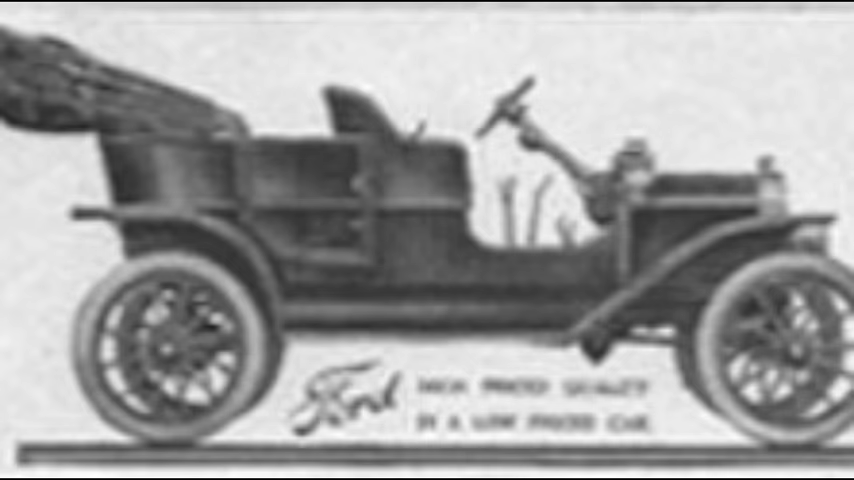 Ford
HIGH PRICED QUALITY
IN A LOW PRICED CAR.